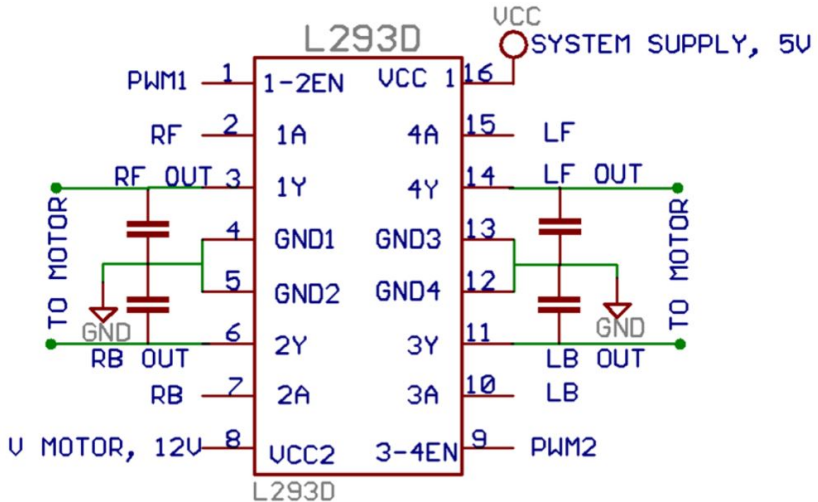 VCC
L293D
SYSTEM SUPPLY, 5V
PWM1 1 1-2EN VCC 1 16
RF 2 1A 4A 15 LF
RF OUT 3 1Y 4Y 14 LF OUT
TO MOTOR
4 GND1 GND3 13
TO MOTOR
5 GND2 GND4 12
GND
GND
RB OUT 6 2Y 3Y 11 LB OUT
RB 7 2A 3A 10 LB
V MOTOR, 12V 8 VCC2 3-4EN 9 PWM2
L293D